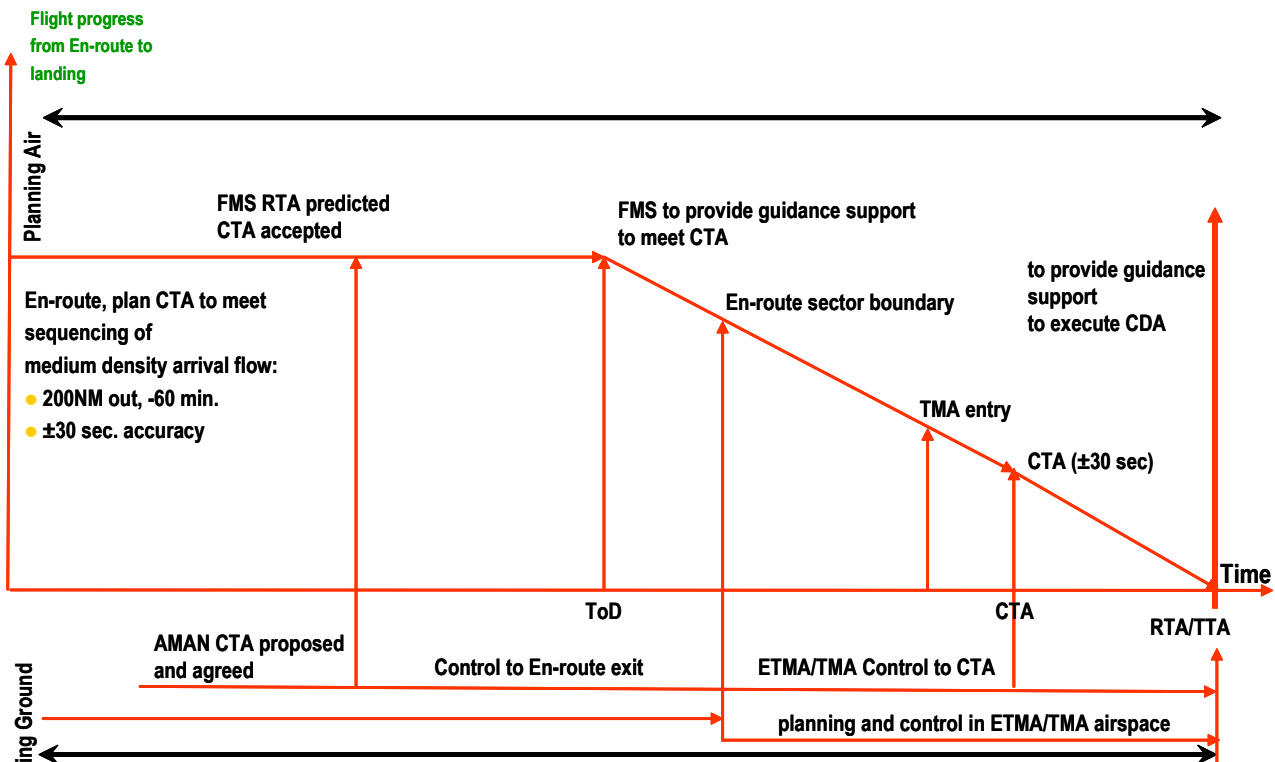 Flight progress
from En-route to
landing
Planning Air
FMS RTA predicted
CTA accepted
FMS to provide guidance support
to meet CTA
En-route, plan CTA to meet
sequencing of
medium density arrival flow:
200NM out, -60 min.
±30 sec. accuracy
En-route sector boundary
to provide guidance
support
to execute CDA
TMA entry
CTA (±30 sec)
Time
ToD
CTA
RTA/TTA
AMAN CTA proposed
and agreed
Control to En-route exit
ETMA/TMA Control to CTA
planning and control in ETMA/TMA airspace
ing Ground